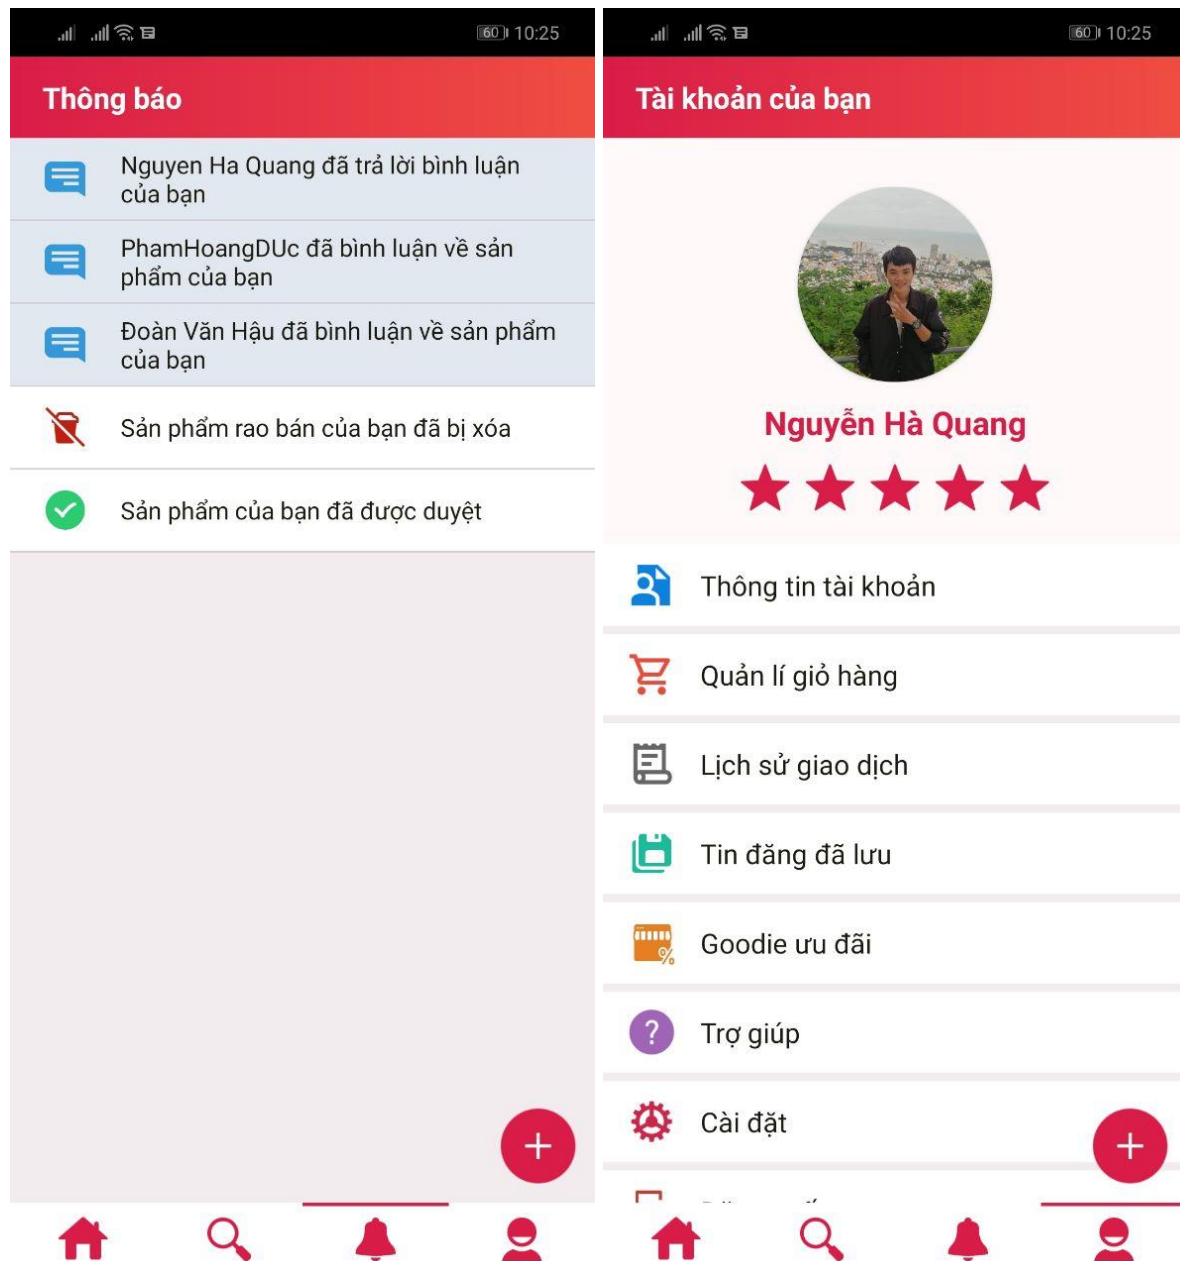 60 10:25
Thông báo
Nguyen Ha Quang đã trả lời bình luận
của bạn
PhamHoangDUc đã bình luận về sản
phẩm của bạn
Đoàn Văn Hậu đã bình luận về sản phẩm
của bạn
Sản phẩm rao bán của bạn đã bị xóa
Sản phẩm của bạn đã được duyệt
60 10:25
Tài khoản của bạn
Nguyễn Hà Quang
Thông tin tài khoản
Quản lí giỏ hàng
Lịch sử giao dịch
Tin đăng đã lưu
Goodie ưu đãi
Trợ giúp
Cài đặt